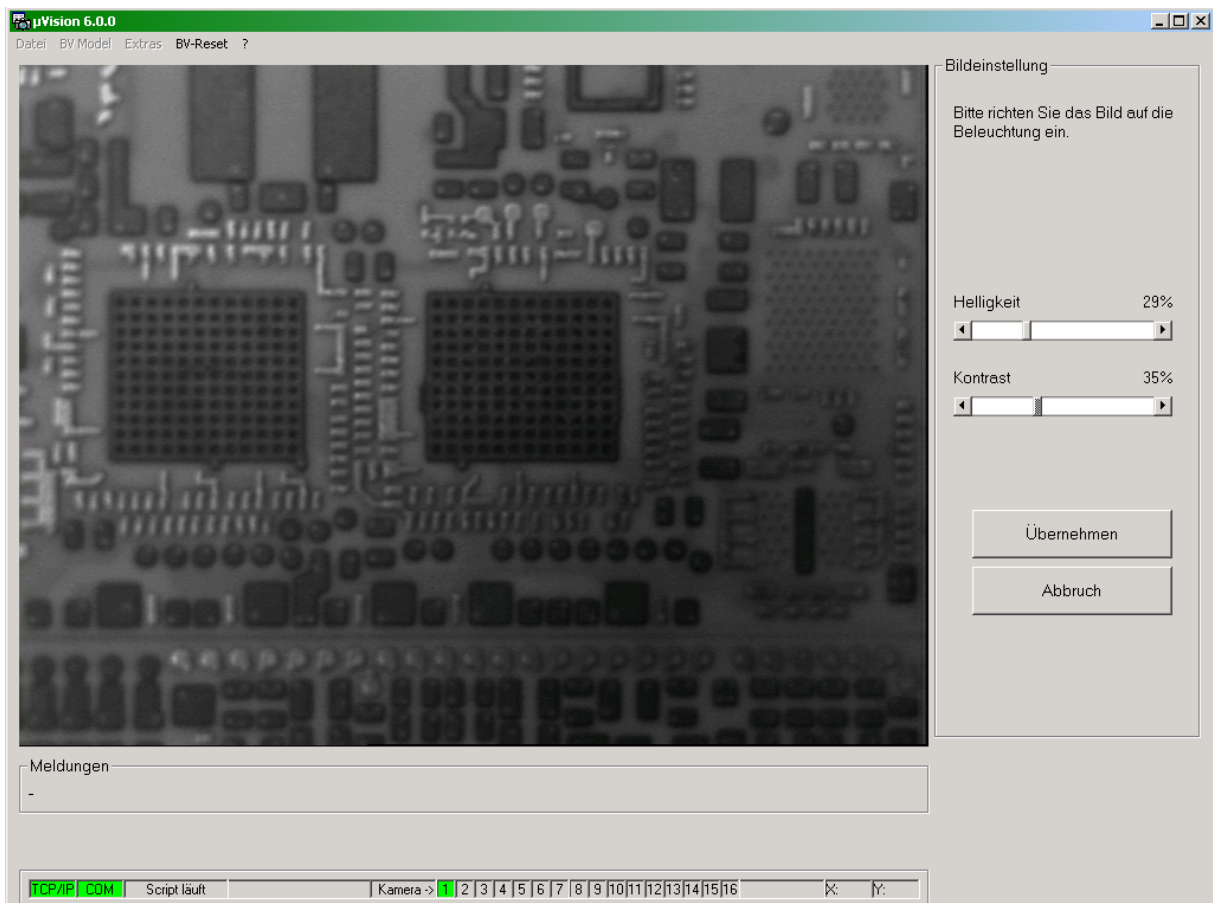 µVision 6.0.0
Datei BV Model Extras BV-Reset ?
Bildeinstellung
Bitte richten Sie das Bild auf die
Beleuchtung ein.
Helligkeit 29%
Kontrast 35%
Übernehmen
Abbruch
Meldungen
-
TCP/IP COM Script läuft Kamera -> 1 2 3 4 5 6 7 8 9 10 11 12 13 14 15 16 X: Y: